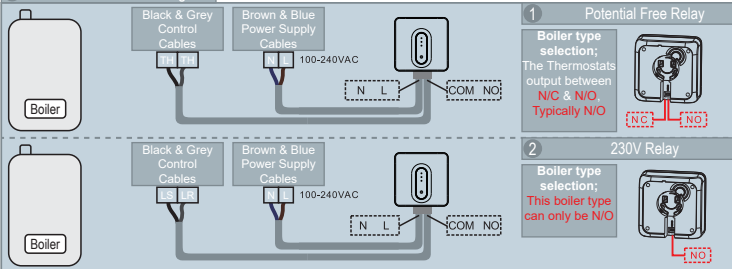 Black & Grey
Control
Cables
Brown & Blue
Power Supply
Cables
TH TH
N L
100-240VAC
N L
COM NO
Boiler
1
Potential Free Relay
Boiler type
selection;
The Thermostats
output between
N/C & N/O,
Typically N/O
NC
NO
Black & Grey
Control
Cables
Brown & Blue
Power Supply
Cables
LS LR
N L
100-240VAC
N L
COM NO
Boiler
2
230V Relay
Boiler type
selection;
This boiler type
can only be N/O
NO